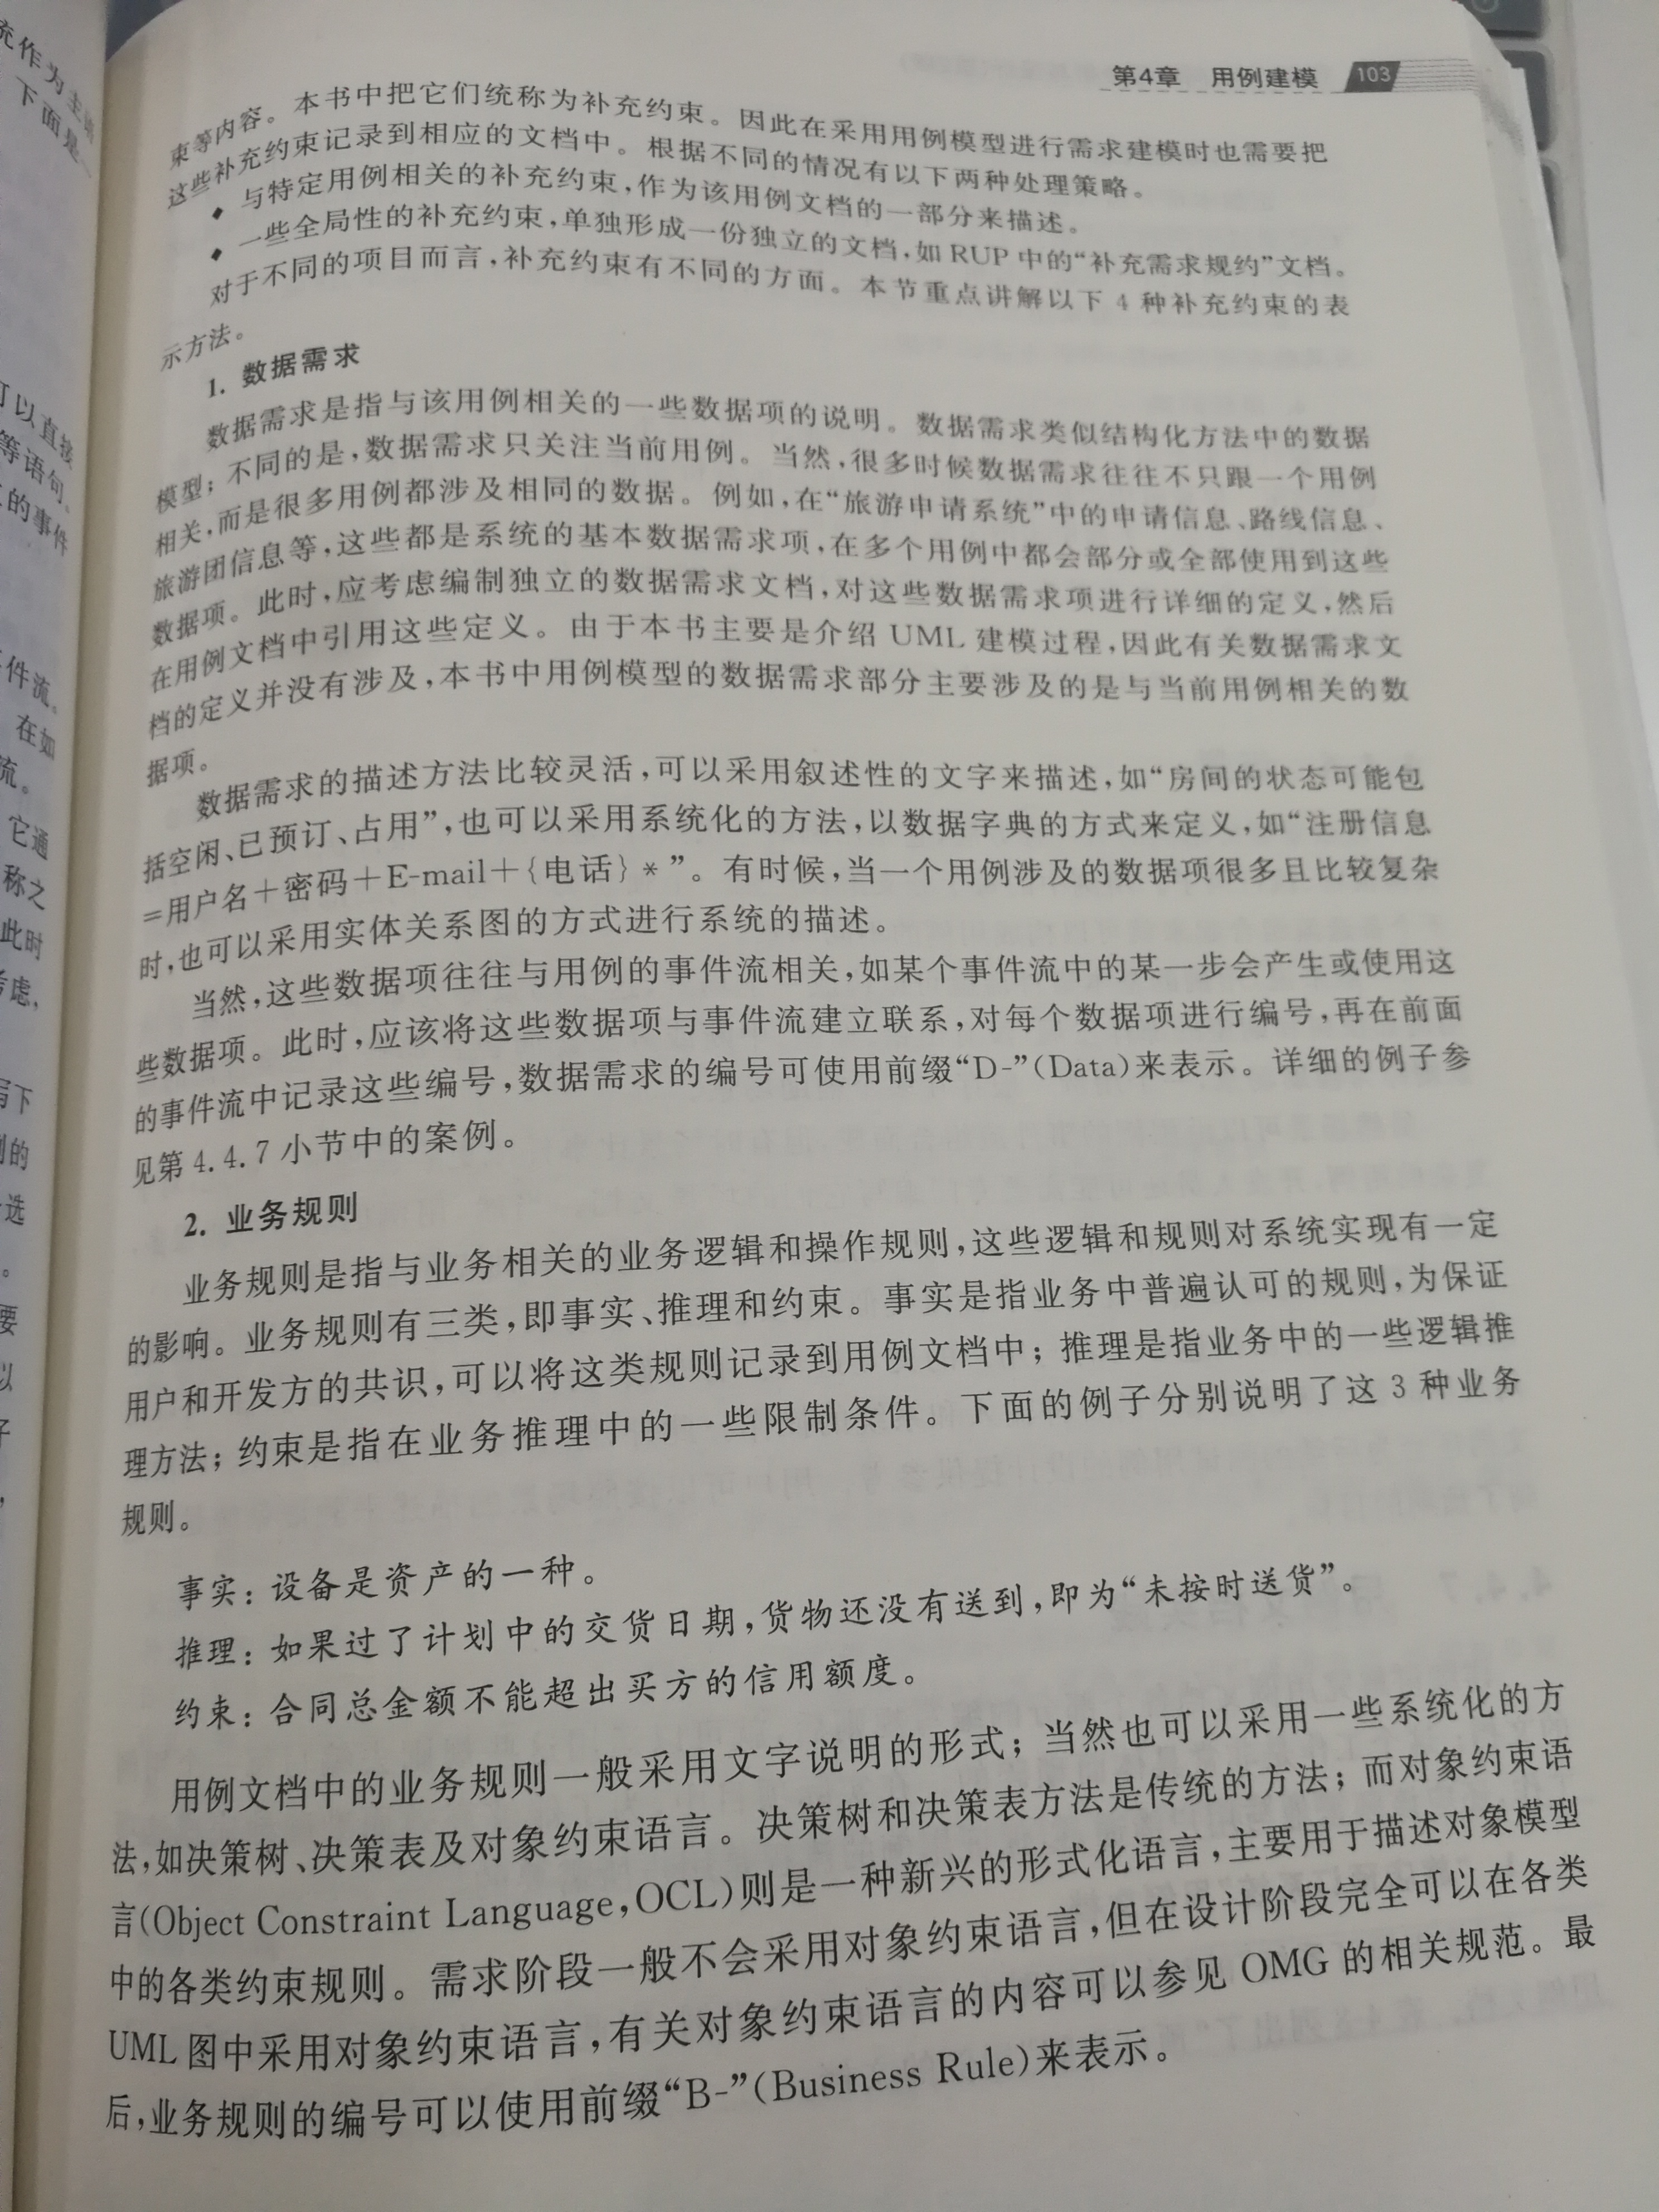 第4章 用例建模 103
束等内容。本书中把它们统称为补充约束。因此在采用用例模型进行需求建模时也需要把
这些补充约束记录到相应的文档中。根据不同的情况有以下两种处理策略。
◆ 与特定用例相关的补充约束,作为该用例文档的一部分来描述。
◆ 一些全局性的补充约束,单独形成一份独立的文档,如 RUP 中的“补充需求规约”文档。
对于不同的项目而言,补充约束有不同的方面。本节重点讲解以下 4 种补充约束的表
示方法。
1. 数据需求
数据需求是指与该用例相关的一些数据项的说明。数据需求类似结构化方法中的数据
模型;不同的是,数据需求只关注当前用例。当然,很多时候数据需求往往不只跟一个用例
相关,而是很多用例都涉及相同的数据。例如,在“旅游申请系统”中的申请信息、路线信息、
旅游团信息等,这些都是系统的基本数据需求项,在多个用例中都会部分或全部使用到这些
数据项。此时,应考虑编制独立的数据需求文档,对这些数据需求项进行详细的定义,然后
在用例文档中引用这些定义。由于本书主要是介绍 UML 建模过程,因此有关数据需求文
档的定义并没有涉及,本书中用例模型的数据需求部分主要涉及的是与当前用例相关的数
据项。
数据需求的描述方法比较灵活,可以采用叙述性的文字来描述,如“房间的状态可能包
括空闲、已预订、占用”,也可以采用系统化的方法,以数据字典的方式来定义,如“注册信息
=用户名+密码+E-mail+{电话}*”。有时候,当一个用例涉及的数据项很多且比较复杂
时,也可以采用实体关系图的方式进行系统的描述。
当然,这些数据项往往与用例的事件流相关,如某个事件流中的某一步会产生或使用这
些数据项。此时,应该将这些数据项与事件流建立联系,对每个数据项进行编号,再在前面
的事件流中记录这些编号,数据需求的编号可使用前缀“D-”(Data)来表示。详细的例子参
见第 4.4.7 小节中的案例。
2. 业务规则
业务规则是指与业务相关的业务逻辑和操作规则,这些逻辑和规则对系统实现有一定
的影响。业务规则有三类,即事实、推理和约束。事实是指业务中普遍认可的规则,为保证
用户和开发方的共识,可以将这类规则记录到用例文档中;推理是指业务中的一些逻辑推
理方法;约束是指在业务推理中的一些限制条件。下面的例子分别说明了这 3 种业务
规则。
事实:设备是资产的一种。
推理:如果过了计划中的交货日期,货物还没有送到,即为“未按时送货”。
约束:合同总金额不能超出买方的信用额度。
用例文档中的业务规则一般采用文字说明的形式;当然也可以采用一些系统化的方
法,如决策树、决策表及对象约束语言。决策树和决策表方法是传统的方法;而对象约束语
言(Object Constraint Language,OCL)则是一种新兴的形式化语言,主要用于描述对象模型
中的各类约束规则。需求阶段一般不会采用对象约束语言,但在设计阶段完全可以在各类
UML 图中采用对象约束语言,有关对象约束语言的内容可以参见 OMG 的相关规范。最
后,业务规则的编号可以使用前缀“B-”(Business Rule)来表示。